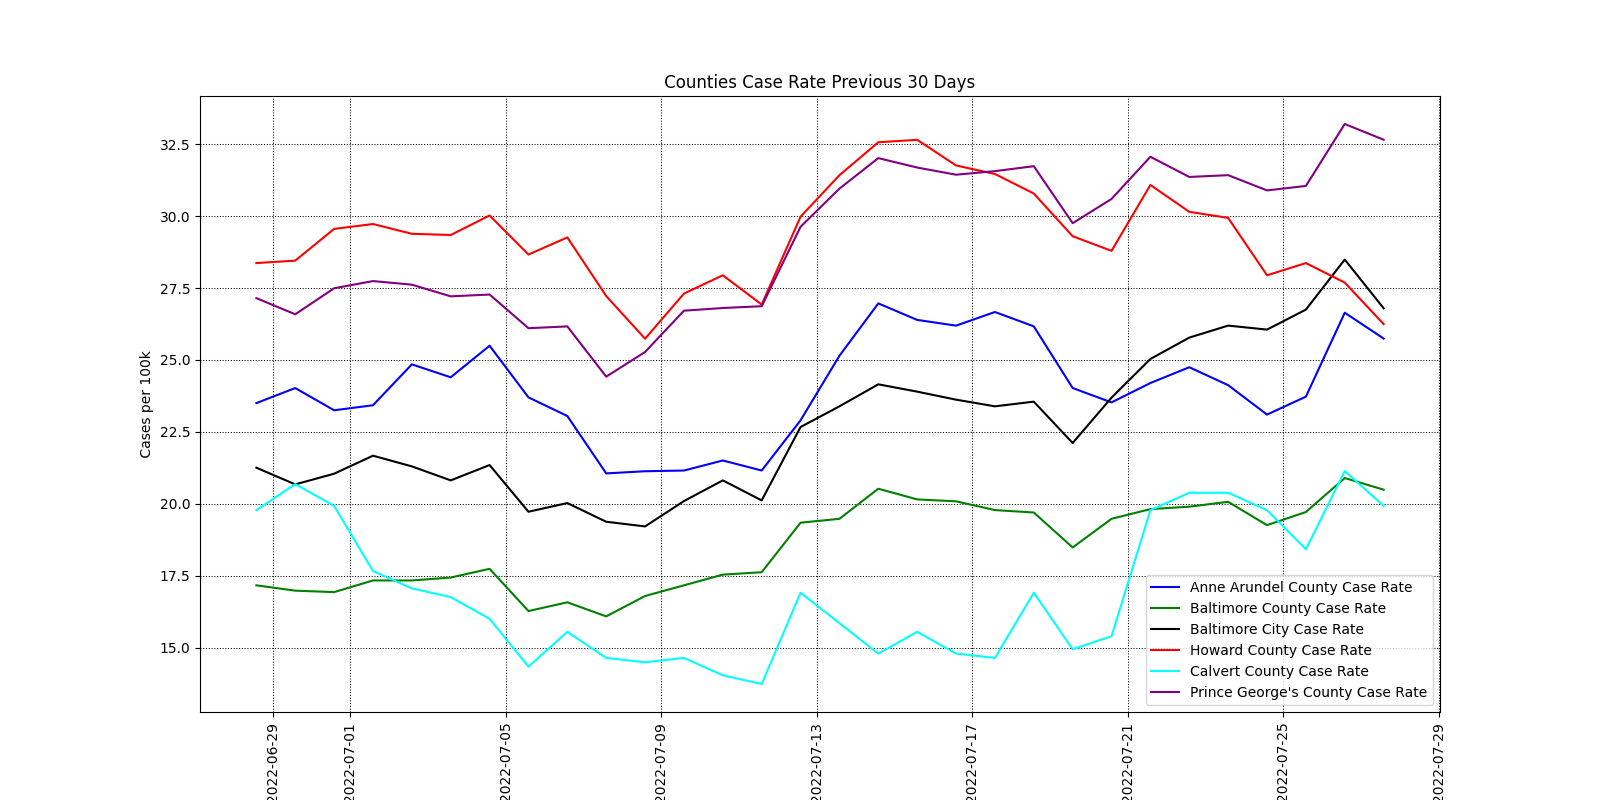 Counties Case Rate Previous 30 Days
Cases per 100k
32.5
30.0
27.5
25.0
22.5
20.0
17.5
15.0
Anne Arundel County Case Rate
Baltimore County Case Rate
Baltimore City Case Rate
Howard County Case Rate
Calvert County Case Rate
Prince George's County Case Rate
2022-06-29
2022-07-01
2022-07-05
2022-07-09
2022-07-13
2022-07-17
2022-07-21
2022-07-25
2022-07-29